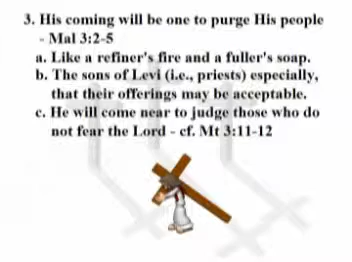 3. His coming will be one to purge His people
- Mal 3:2-5
a. Like a refiner's fire and a fuller's soap.
b. The sons of Levi (i.e., priests) especially,
that their offerings may be acceptable.
c. He will come near to judge those who do
not fear the Lord - cf. Mt 3:11-12